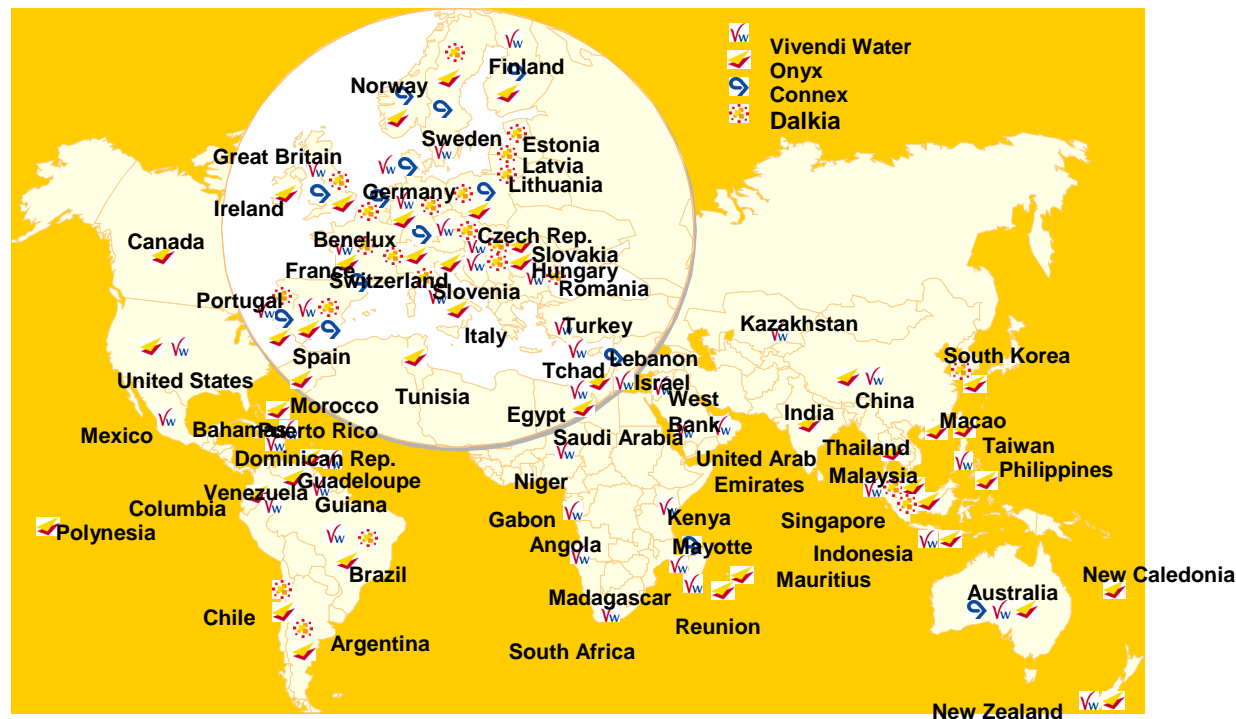 Vivendi Water
Onyx
Connex
Dalkia
Finland
Norway
Sweden
Estonia
Latvia
Lithuania
Great Britain
Germany
Ireland
Canada
Benelux
Czech Rep.
Slovakia
Hungary
Romania
France
Switzerland
Slovenia
Portugal
Italy
Turkey
Kazakhstan
Spain
Lebanon
South Korea
United States
Tunisia
Tchad
Israel
China
Morocco
Egypt
West
Bank
India
Macao
Mexico
Bahamas
Puerto Rico
Saudi Arabia
Thailand
Taiwan
Dominican Rep.
United Arab
Emirates
Malaysia
Philippines
Guadeloupe
Niger
Venezuela
Columbia
Guiana
Gabon
Kenya
Singapore
Polynesia
Angola
Mayotte
Indonesia
Brazil
Mauritius
New Caledonia
Madagascar
Australia
Chile
Reunion
Argentina
South Africa
New Zealand